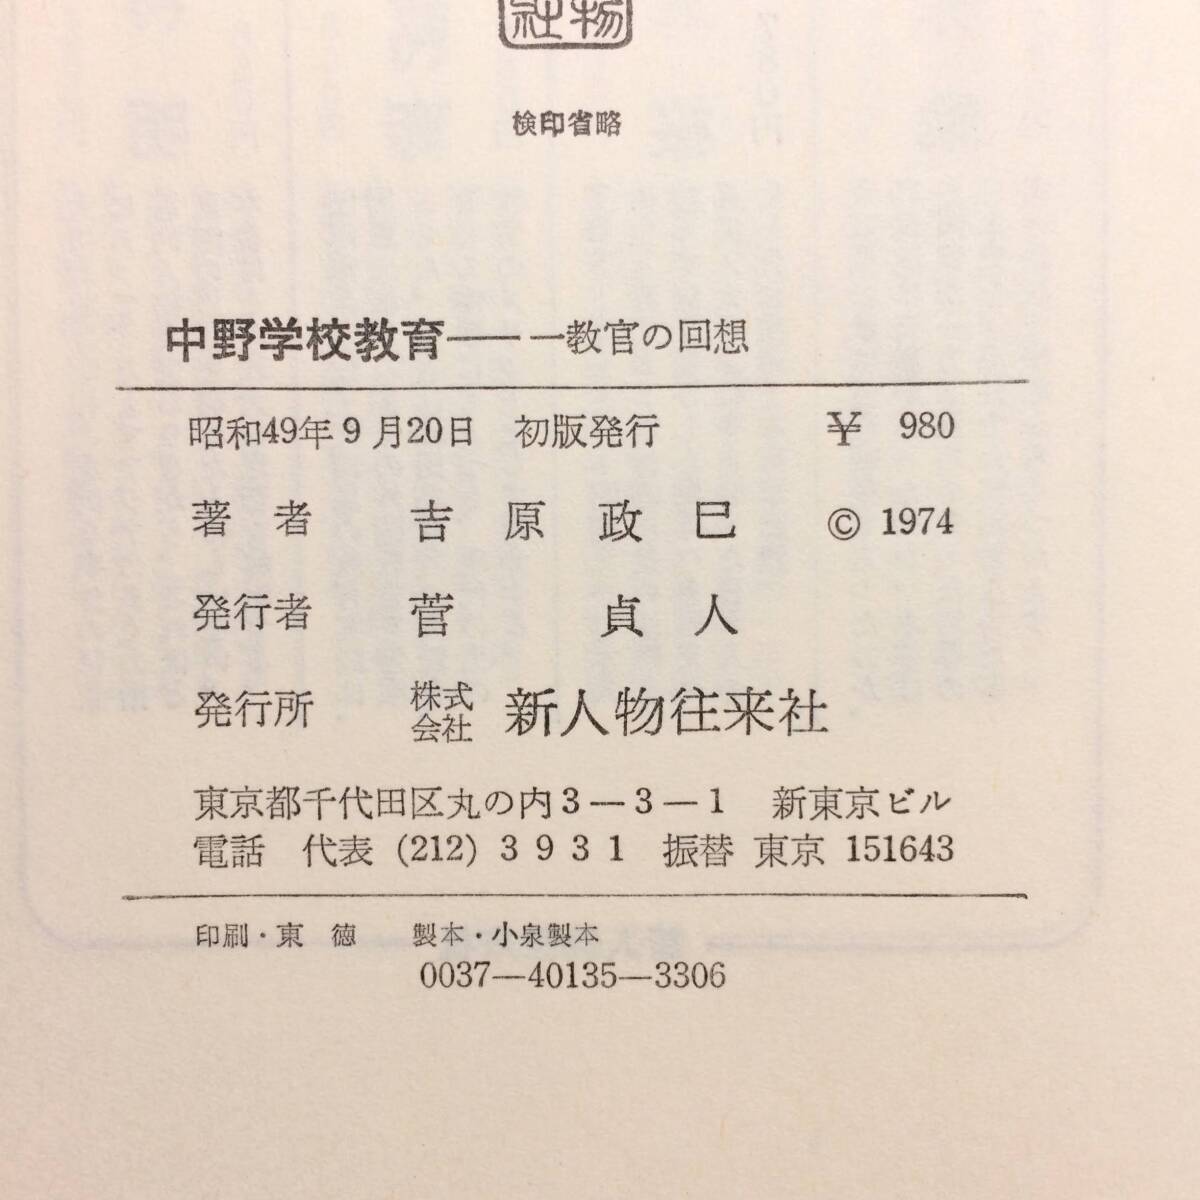 社 物
検印省略
中野学校教育――一教官の回想
昭和49年9月20日 初版発行 ¥ 980
著者 吉原政巳 © 1974
発行者 菅 貞人
発行所 株式会社 新人物往来社
東京都千代田区丸の内3—3—1 新東京ビル
電話 代表 (212) 3931 振替 東京 151643
印刷・東 徳 製本・小泉製本
0037—40135—3306